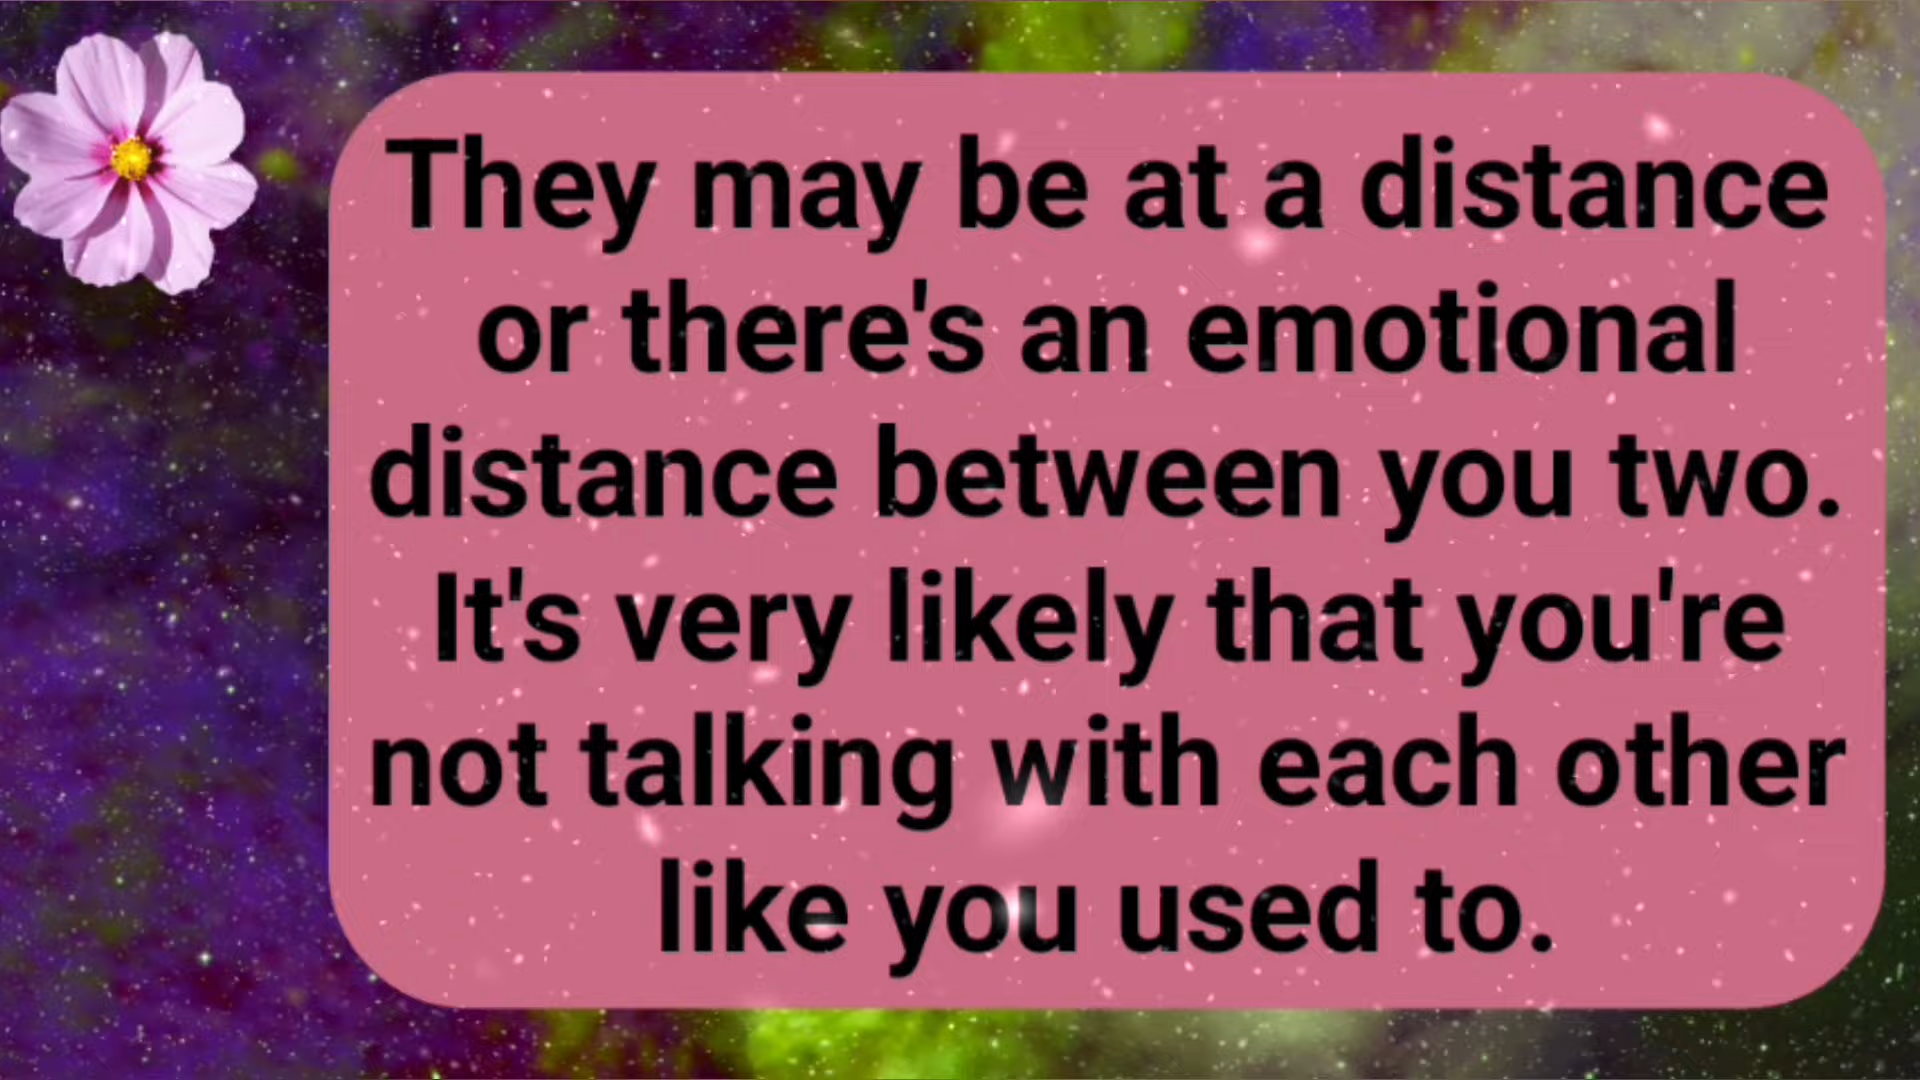 They may be at a distance
or there's an emotional
distance between you two.
It's very likely that you're
not talking with each other
like you used to.